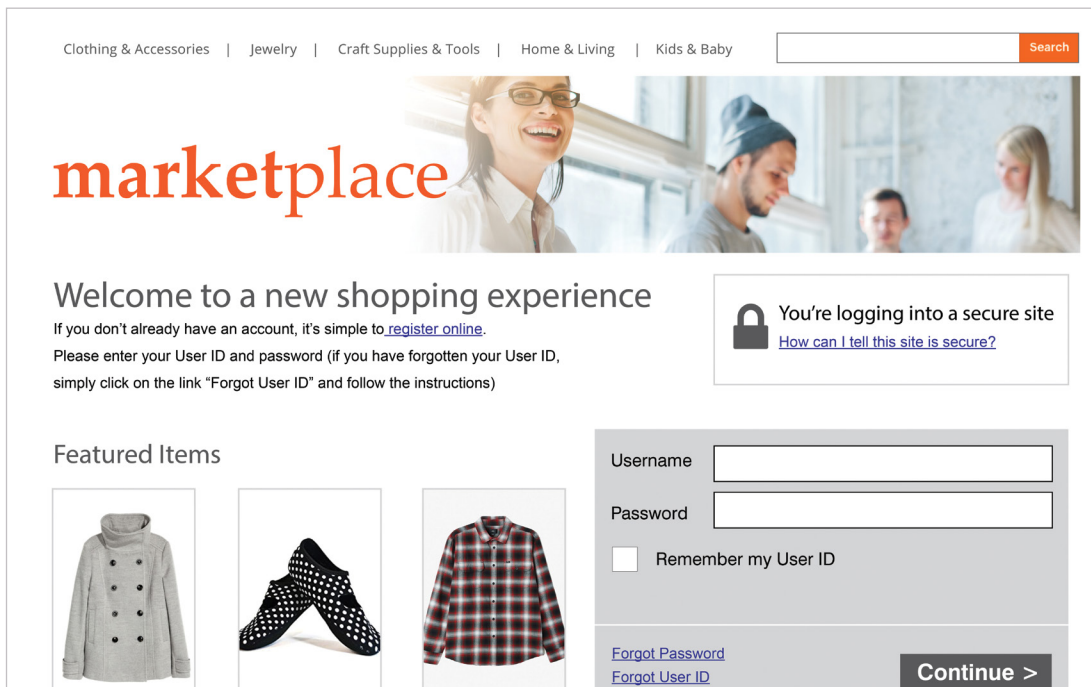 Clothing & Accessories | Jewelry | Craft Supplies & Tools | Home & Living | Kids & Baby
Search
marketplace
Welcome to a new shopping experience
If you don’t already have an account, it’s simple to register online.
Please enter your User ID and password (if you have forgotten your User ID,
simply click on the link “Forgot User ID” and follow the instructions)
You’re logging into a secure site
How can I tell this site is secure?
Featured Items
Username
Password
Remember my User ID
Forgot Password
Forgot User ID
Continue >